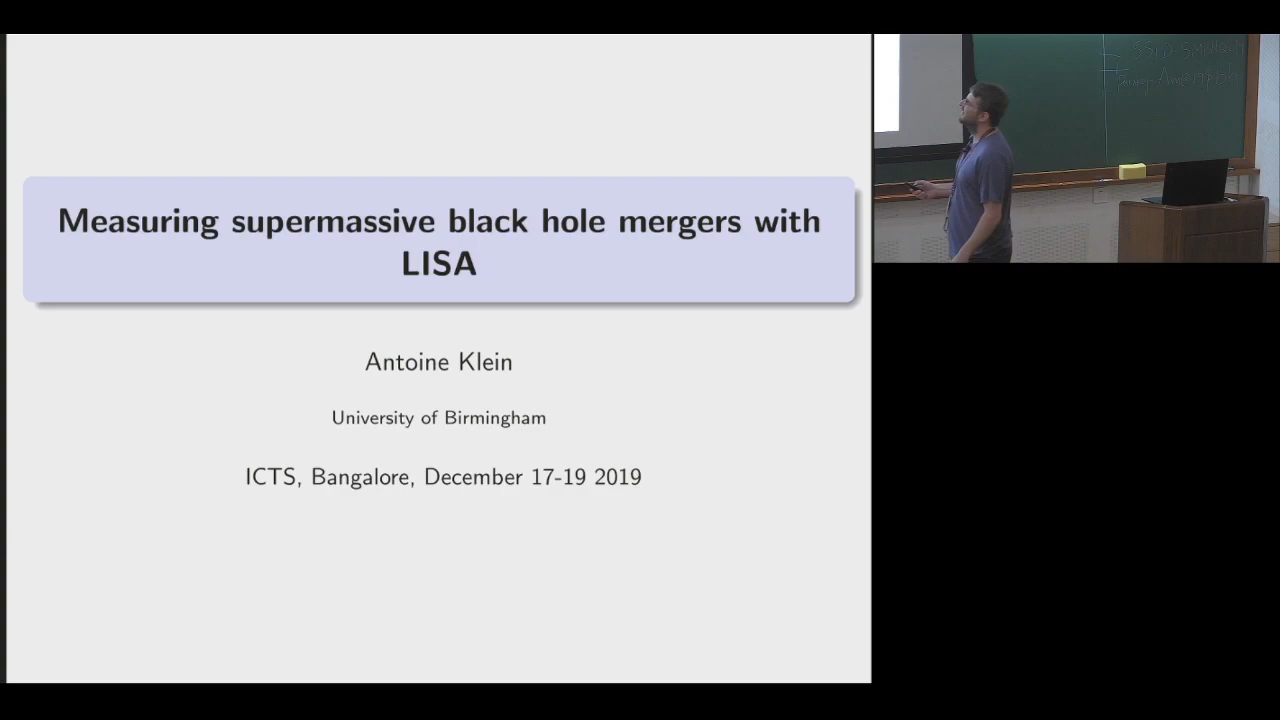 Measuring supermassive black hole mergers with
LISA
Antoine Klein
University of Birmingham
ICTS, Bangalore, December 17-19 2019